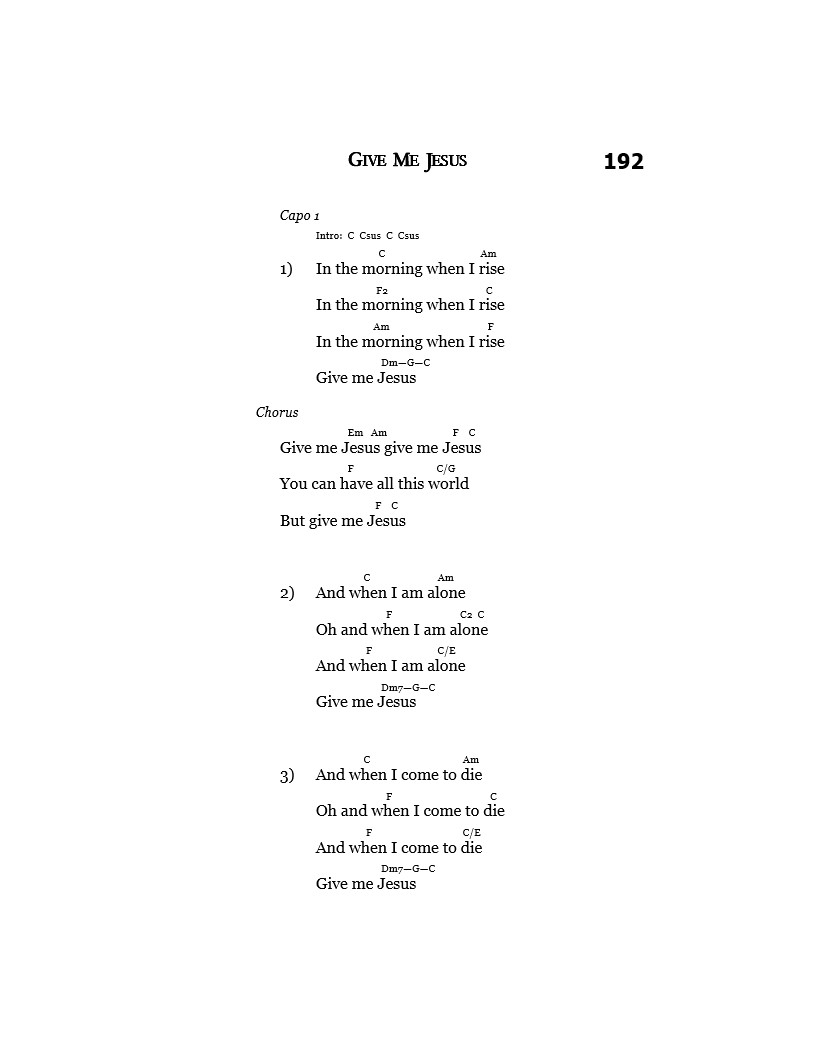 GIVE ME JESUS 192
Capo 1
Intro: C Csus C Csus
C Am
1) In the morning when I rise
F2 C
In the morning when I rise
Am F
In the morning when I rise
Dm—G—C
Give me Jesus
Chorus
Em Am F C
Give me Jesus give me Jesus
F C/G
You can have all this world
F C
But give me Jesus
C Am
2) And when I am alone
F C2 C
Oh and when I am alone
F C/E
And when I am alone
Dm7—G—C
Give me Jesus
C Am
3) And when I come to die
F C
Oh and when I come to die
F C/E
And when I come to die
Dm7—G—C
Give me Jesus